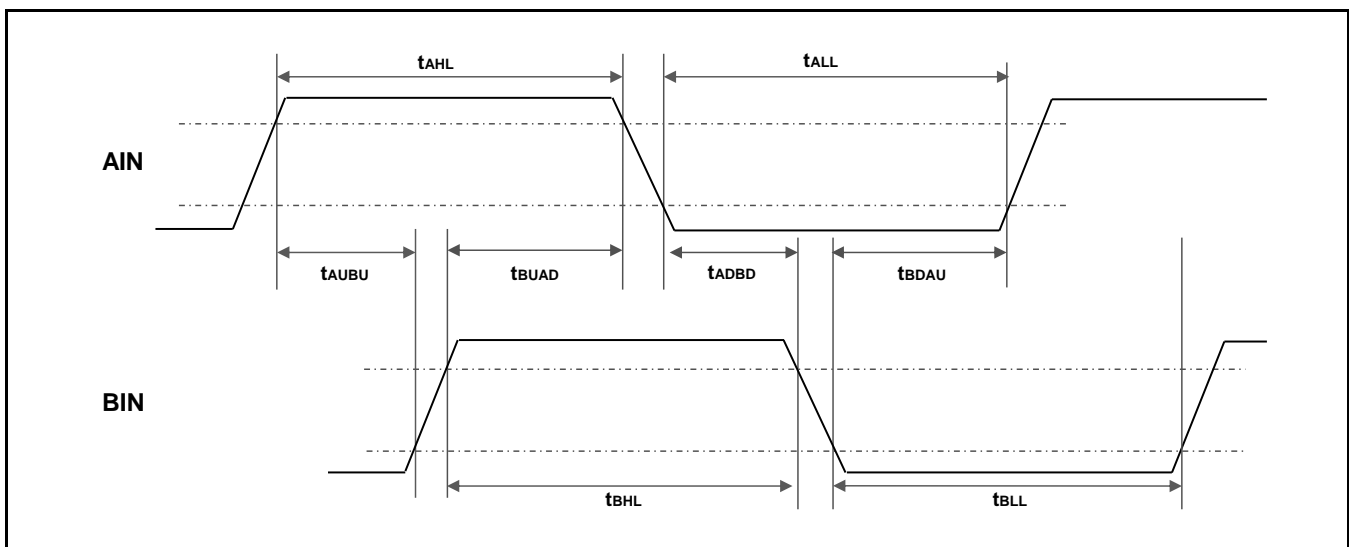 tAHL
tALL
AIN
tAUBU
tBUAD
tADBD
tBDAU
BIN
tBHL
tBLL